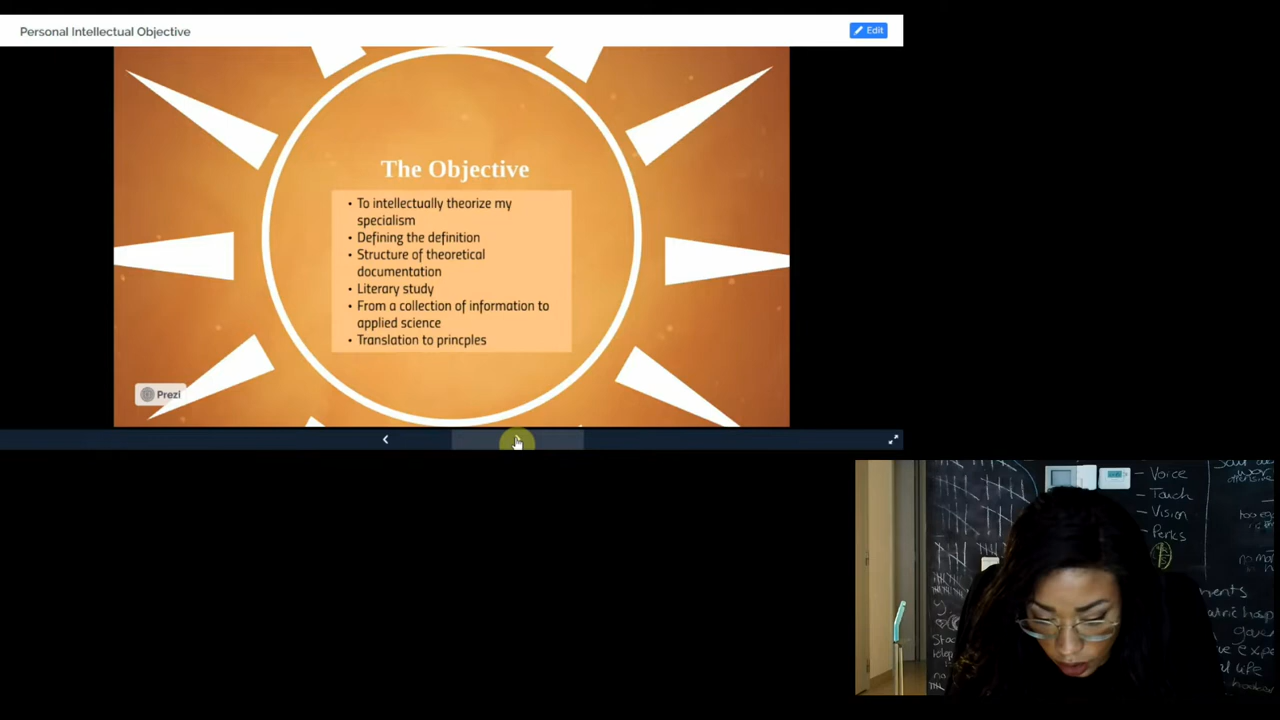 Personal Intellectual Objective
Edit
The Objective
• To intellectually theorize my
specialism
• Defining the definition
• Structure of theoretical
documentation
• Literary study
• From a collection of information to
applied science
• Translation to princples
Prezi
– Voice
– Touch
– Vision
– Perks